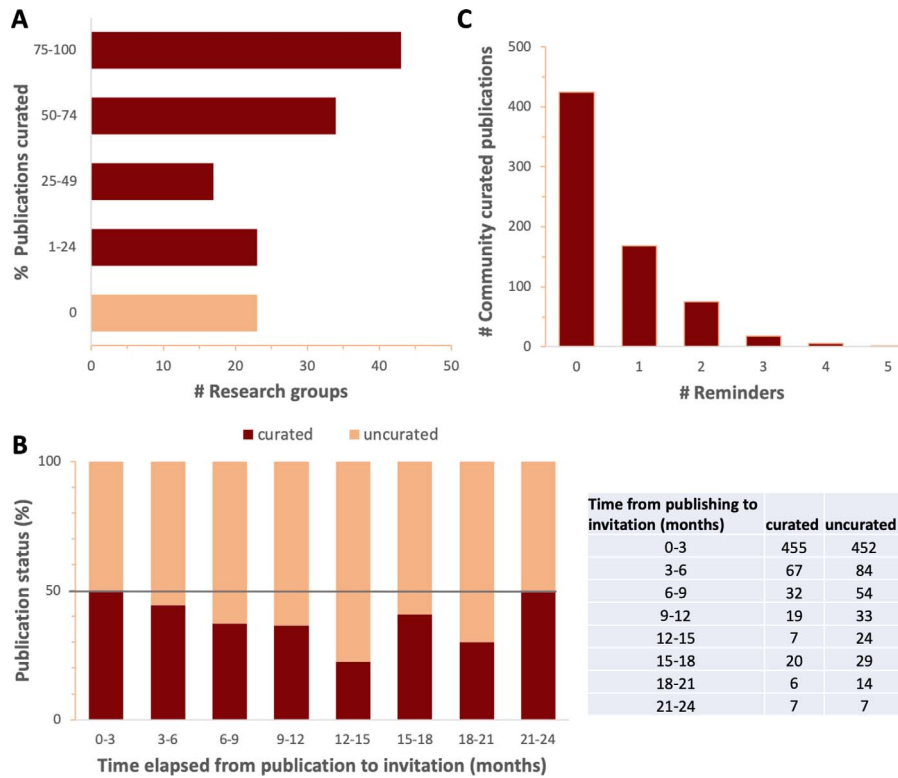 A
% Publications curated
75-100
50-74
25-49
1-24
0
0 10 20 30 40 50
# Research groups
C
# Community curated publications
500
400
300
200
100
0
0 1 2 3 4 5
# Reminders
B
curated uncurated
Publication status (%)
100
50
0
0-3 3-6 6-9 9-12 12-15 15-18 18-21 21-24
Time elapsed from publication to invitation (months)
Time from publishing to
invitation (months) curated uncurated
0-3 455 452
3-6 67 84
6-9 32 54
9-12 19 33
12-15 7 24
15-18 20 29
18-21 6 14
21-24 7 7